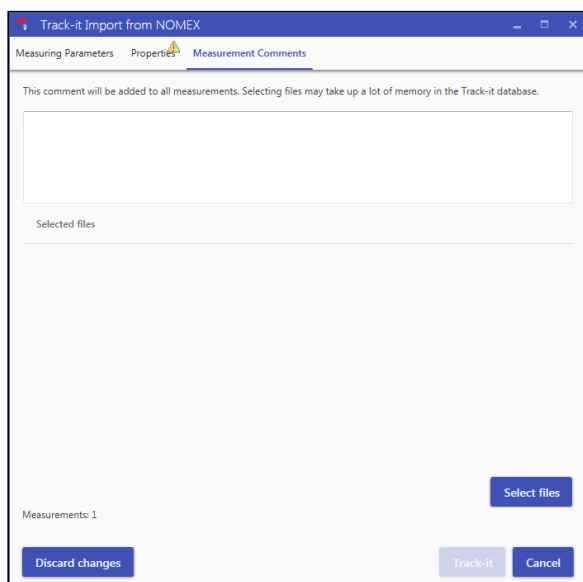 Track-it Import from NOMEX
Measuring Parameters Properties Measurement Comments
This comment will be added to all measurements. Selecting files may take up a lot of memory in the Track-it database.
Selected files
Select files
Measurements: 1
Discard changes Track-it Cancel